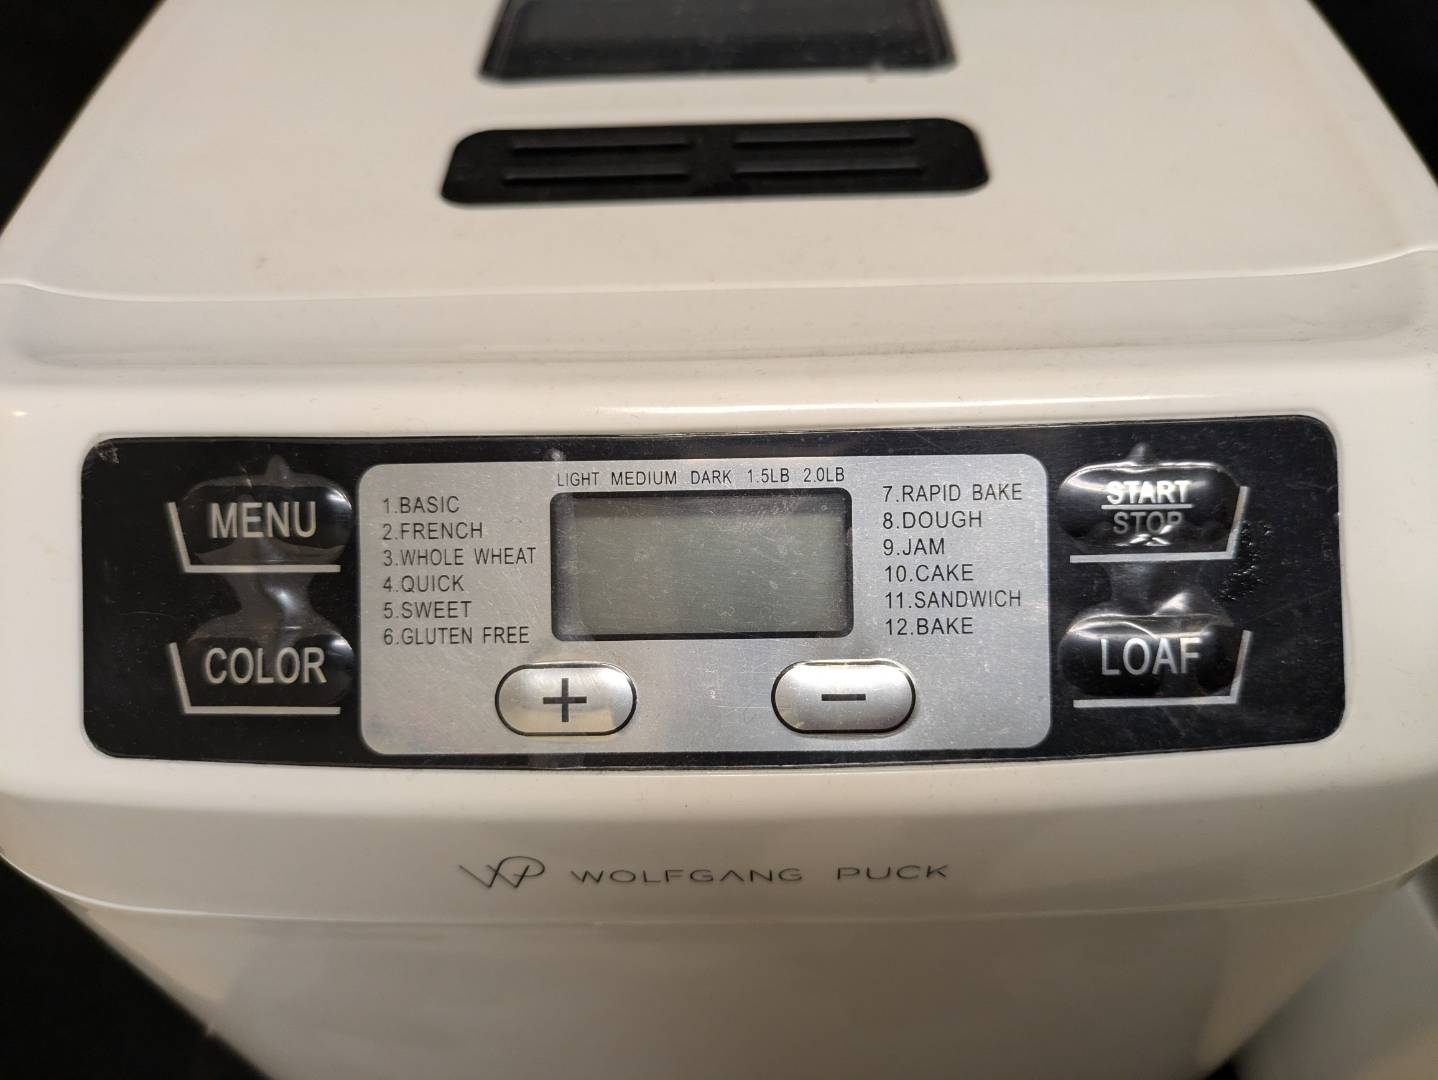 MENU
COLOR
LIGHT MEDIUM DARK 1.5LB 2.0LB
1.BASIC
2.FRENCH
3.WHOLE WHEAT
4.QUICK
5.SWEET
6.GLUTEN FREE
7.RAPID BAKE
8.DOUGH
9.JAM
10.CAKE
11.SANDWICH
12.BAKE
+
−
START
STOP
LOAF
WP WOLFGANG PUCK